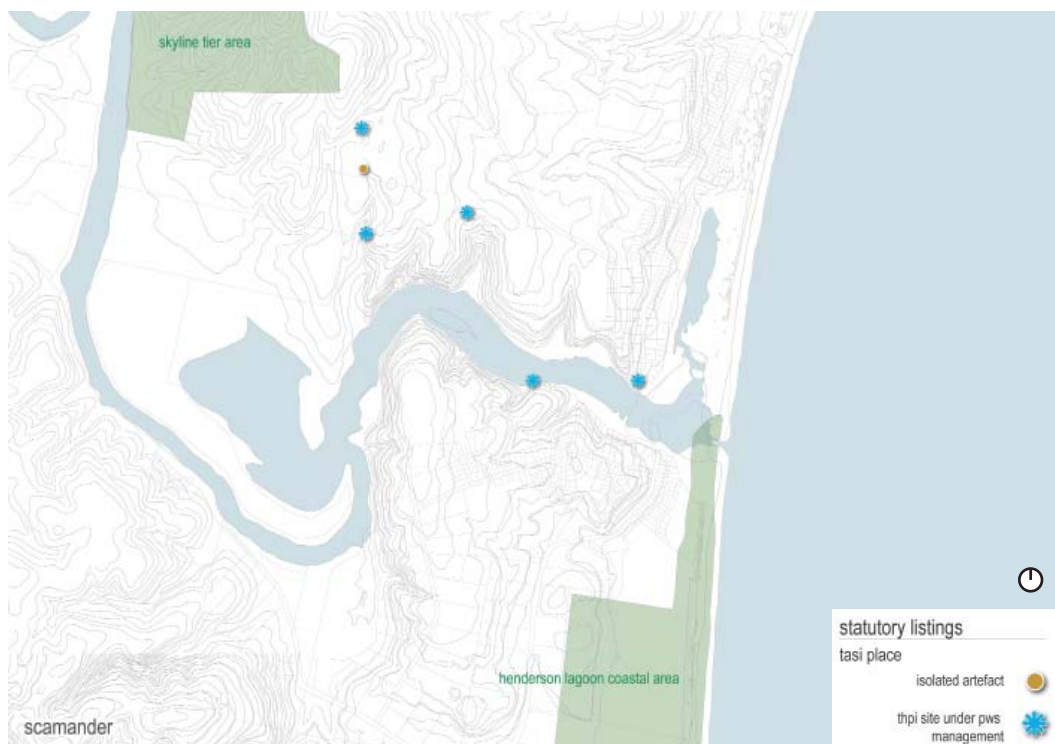 skyline tier area
statutory listings
tasi place
isolated artefact
thpi site under pws
management
henderson lagoon coastal area
scamander